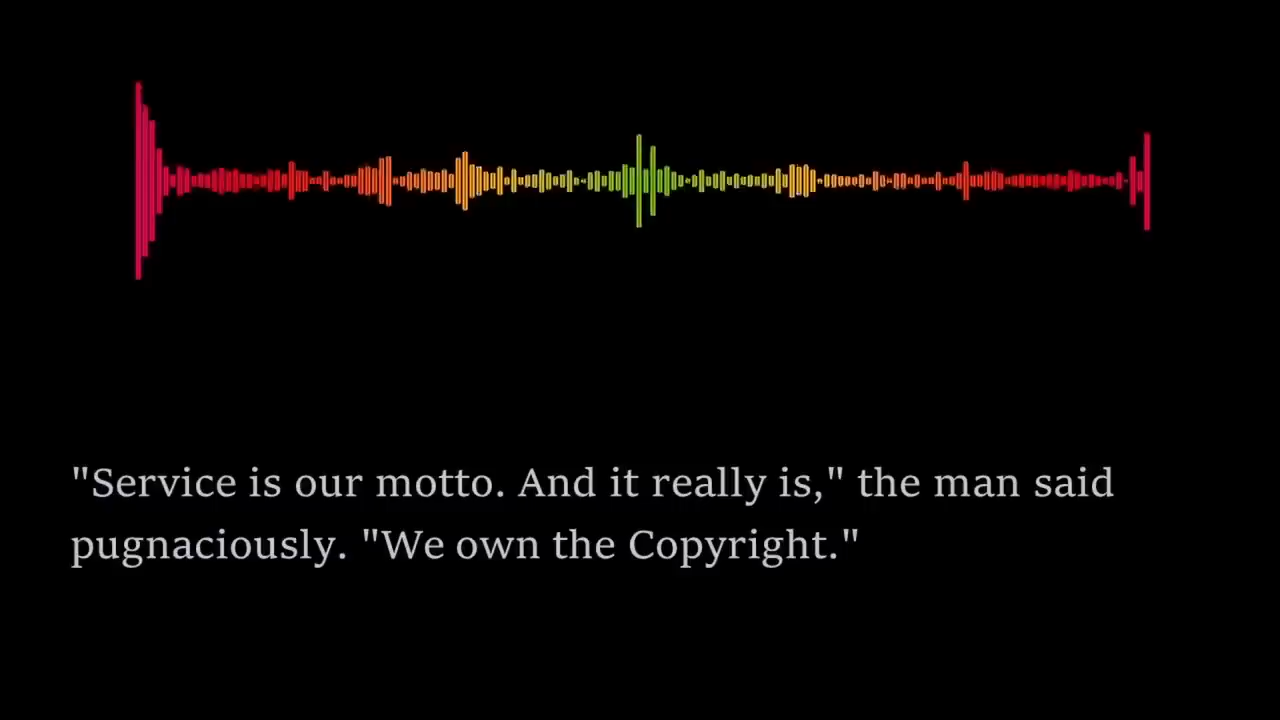 "Service is our motto. And it really is," the man said
pugnaciously. "We own the Copyright."